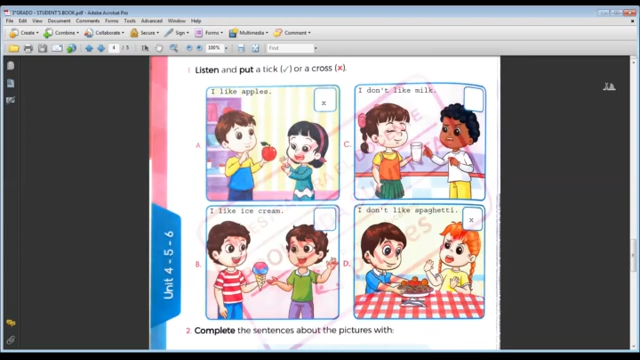 3°GRADO - STUDENT'S BOOK.pdf - Adobe Acrobat Pro
File Edit View Document Comments Forms Tools Advanced Window Help
Create Combine Collaborate Secure Sign Forms Multimedia Comment
4 / 5 100% Find
1 Listen and put a tick (✓) or a cross (x).
I like apples.
x
A
I don't like milk.
C.
I like ice cream.
B.
I don't like spaghetti.
x
D.
Unit 4 - 5 - 6
2. Complete the sentences about the pictures with: